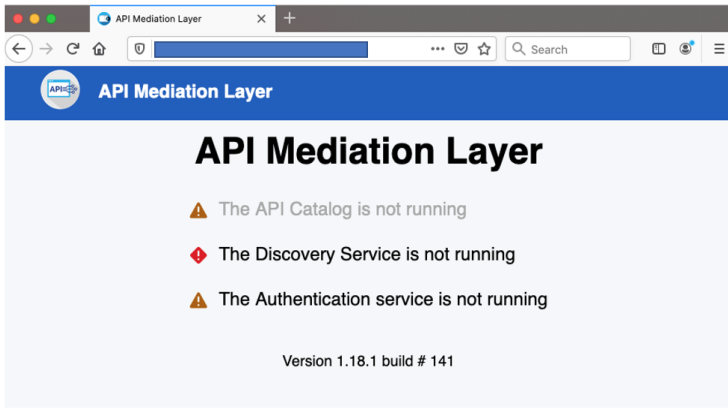 API Mediation Layer
Search
API
API Mediation Layer
API Mediation Layer
The API Catalog is not running
The Discovery Service is not running
The Authentication service is not running
Version 1.18.1 build # 141